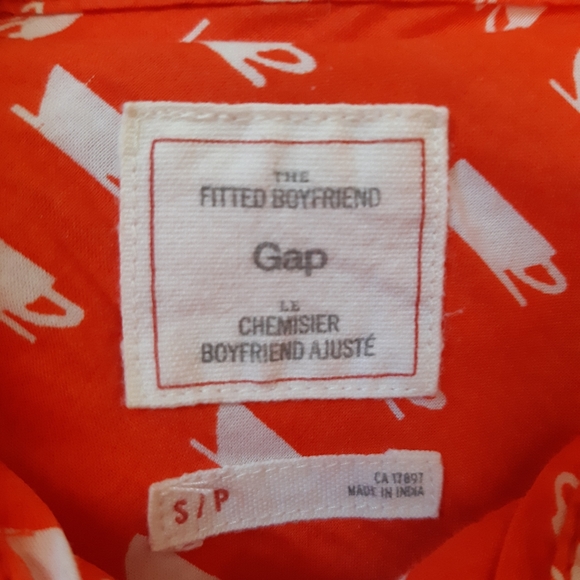 THE
FITTED BOYFRIEND
Gap
LE
CHEMISIER
BOYFRIEND AJUSTÉ
S / P
CA 17897
MADE IN INDIA